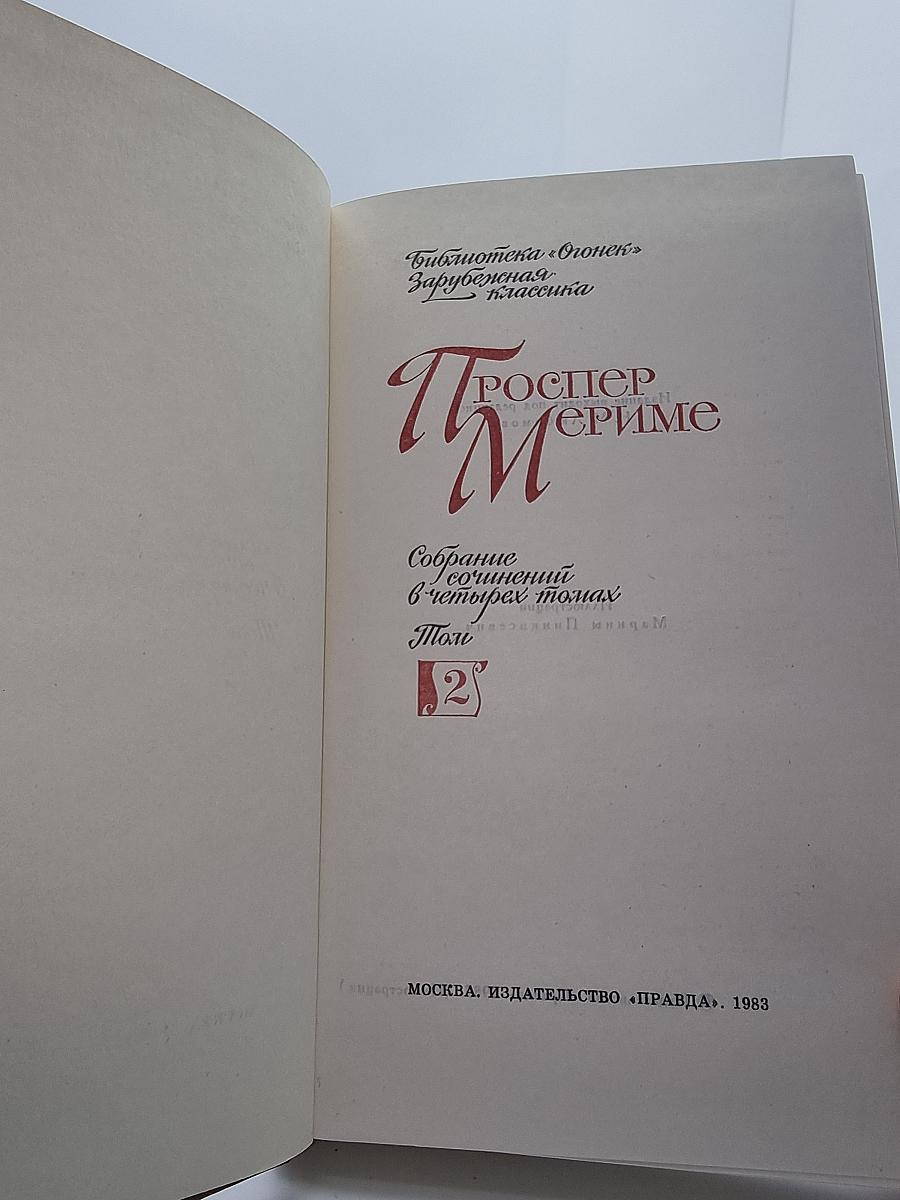 Библиотека «Огонек»
Зарубежная
классика
Проспер
Мериме
Собрание
сочинений
в четырех томах
Том
2
МОСКВА. ИЗДАТЕЛЬСТВО «ПРАВДА». 1983